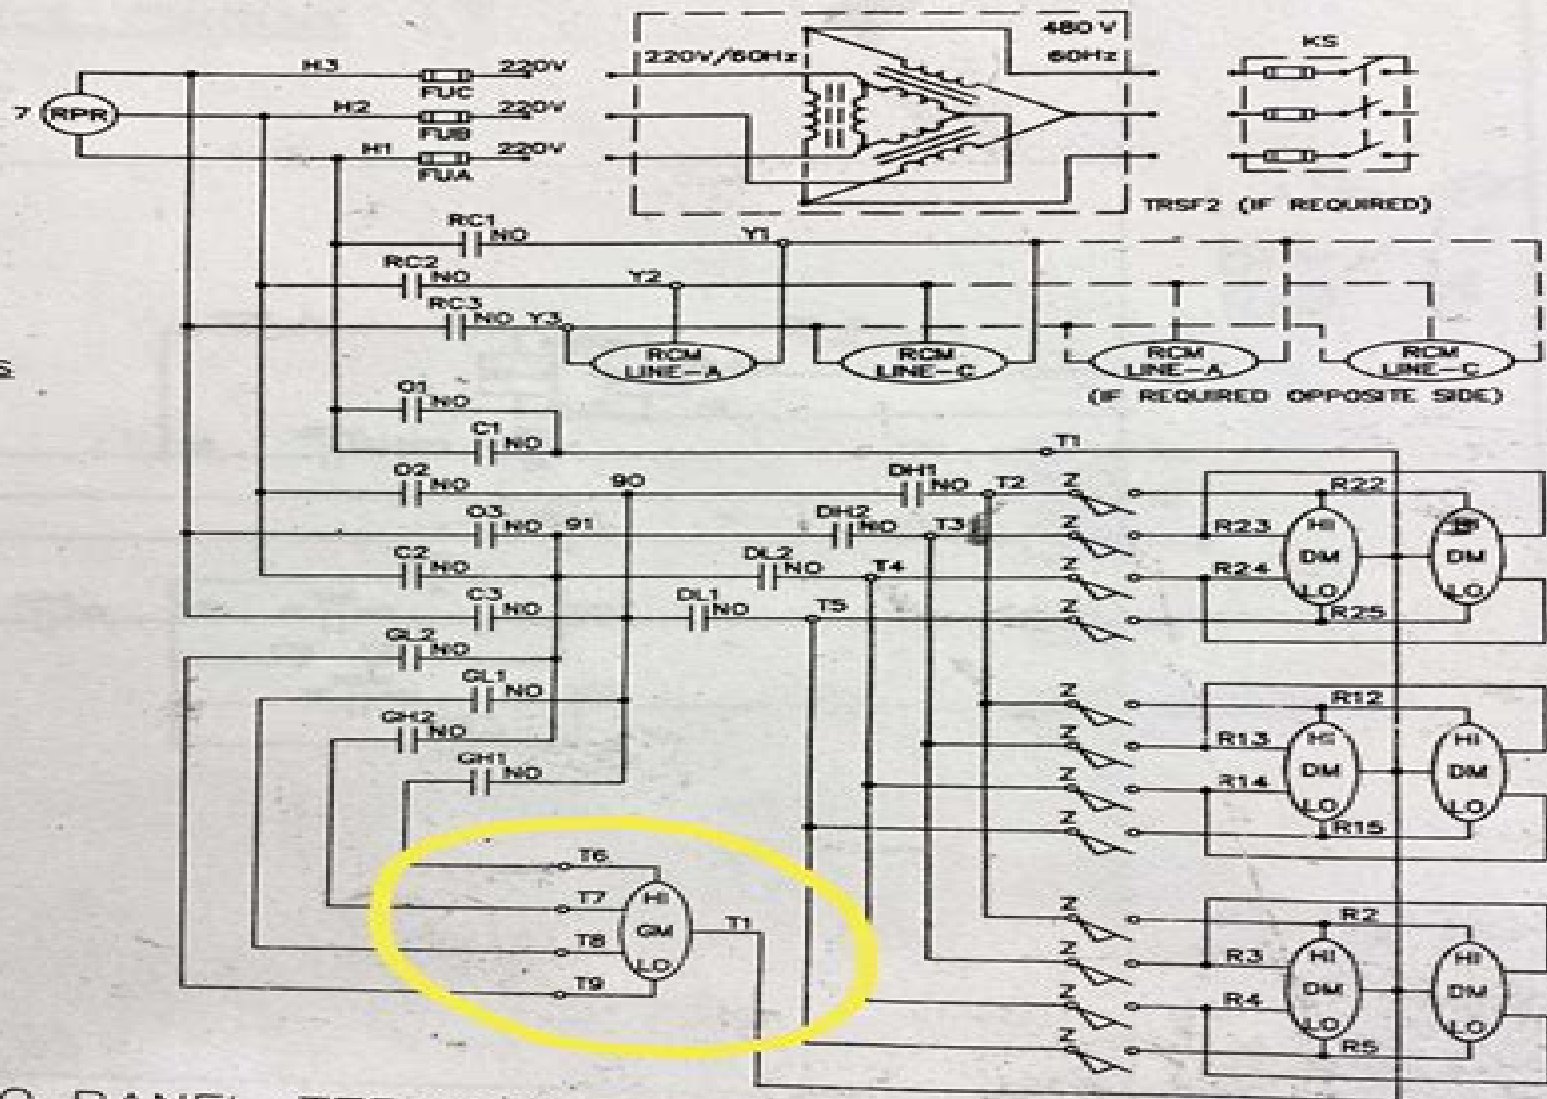 480 V
H3 220V 220V/60Hz 60Hz KS
FUC
7 RPR H2 220V
FUB
H1 220V
FUA
TRSF2 (IF REQUIRED)
RC1 NO Y1
RC2 NO Y2
RC3 NO Y3
RCM LINE-A RCM LINE-C RCM LINE-A RCM LINE-C
(IF REQUIRED OPPOSITE SIDE)
O1 NO
C1 NO T1
O2 NO 90 DH1 NO T2 N R22
O3 NO 91 DH2 NO T3 N R23 HI
C2 NO DL2 NO T4 N R24 DM DM
C3 NO DL1 NO T5 N R25 LO LO
GL2 NO
GL1 NO N R12
GH2 NO N R13 HI HI
GH1 NO N R14 DM DM
N R15 LO LO
T6
T7 HI N R2
GM T1
T8 N R3 HI HI
LO
T9 N R4 DM DM
N R5 LO LO